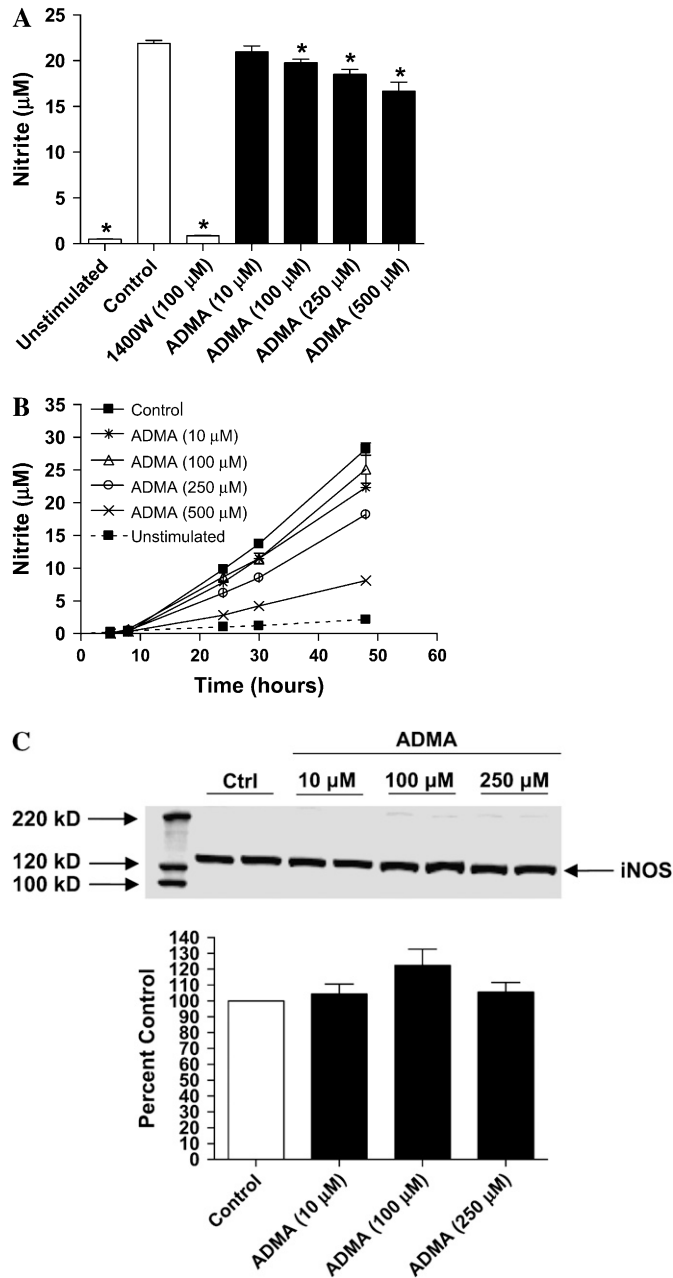 A
25
20
15
10
5
0
Nitrite (μM)
*
*
*
*
*
Unstimulated
Control
1400W (100 μM)
ADMA (10 μM)
ADMA (100 μM)
ADMA (250 μM)
ADMA (500 μM)
B
35
30
25
20
15
10
5
0
Nitrite (μM)
Control
ADMA (10 μM)
ADMA (100 μM)
ADMA (250 μM)
ADMA (500 μM)
Unstimulated
0 10 20 30 40 50 60
Time (hours)
C
ADMA
Ctrl 10 μM 100 μM 250 μM
220 kD
120 kD
100 kD
iNOS
140
130
120
110
100
90
80
70
60
50
40
30
20
10
0
Percent Control
Control
ADMA (10 μM)
ADMA (100 μM)
ADMA (250 μM)